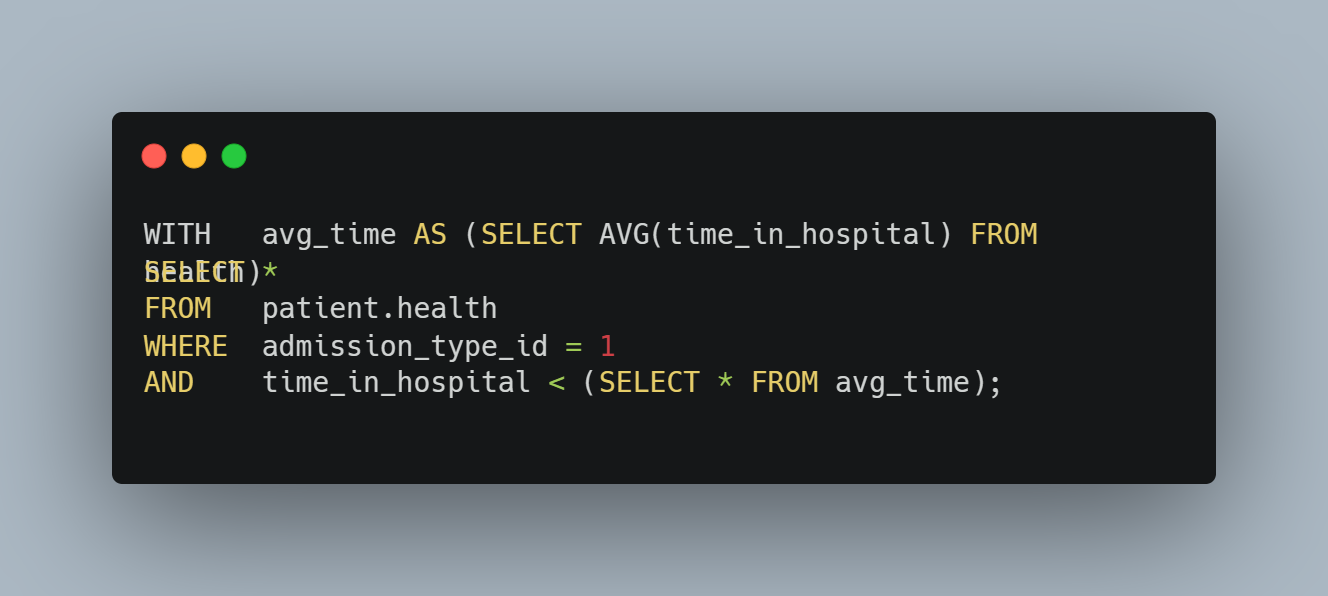 WITH   avg_time AS (SELECT AVG(time_in_hospital) FROM
health)
SELECT *
FROM   patient.health
WHERE  admission_type_id = 1
AND    time_in_hospital < (SELECT * FROM avg_time);